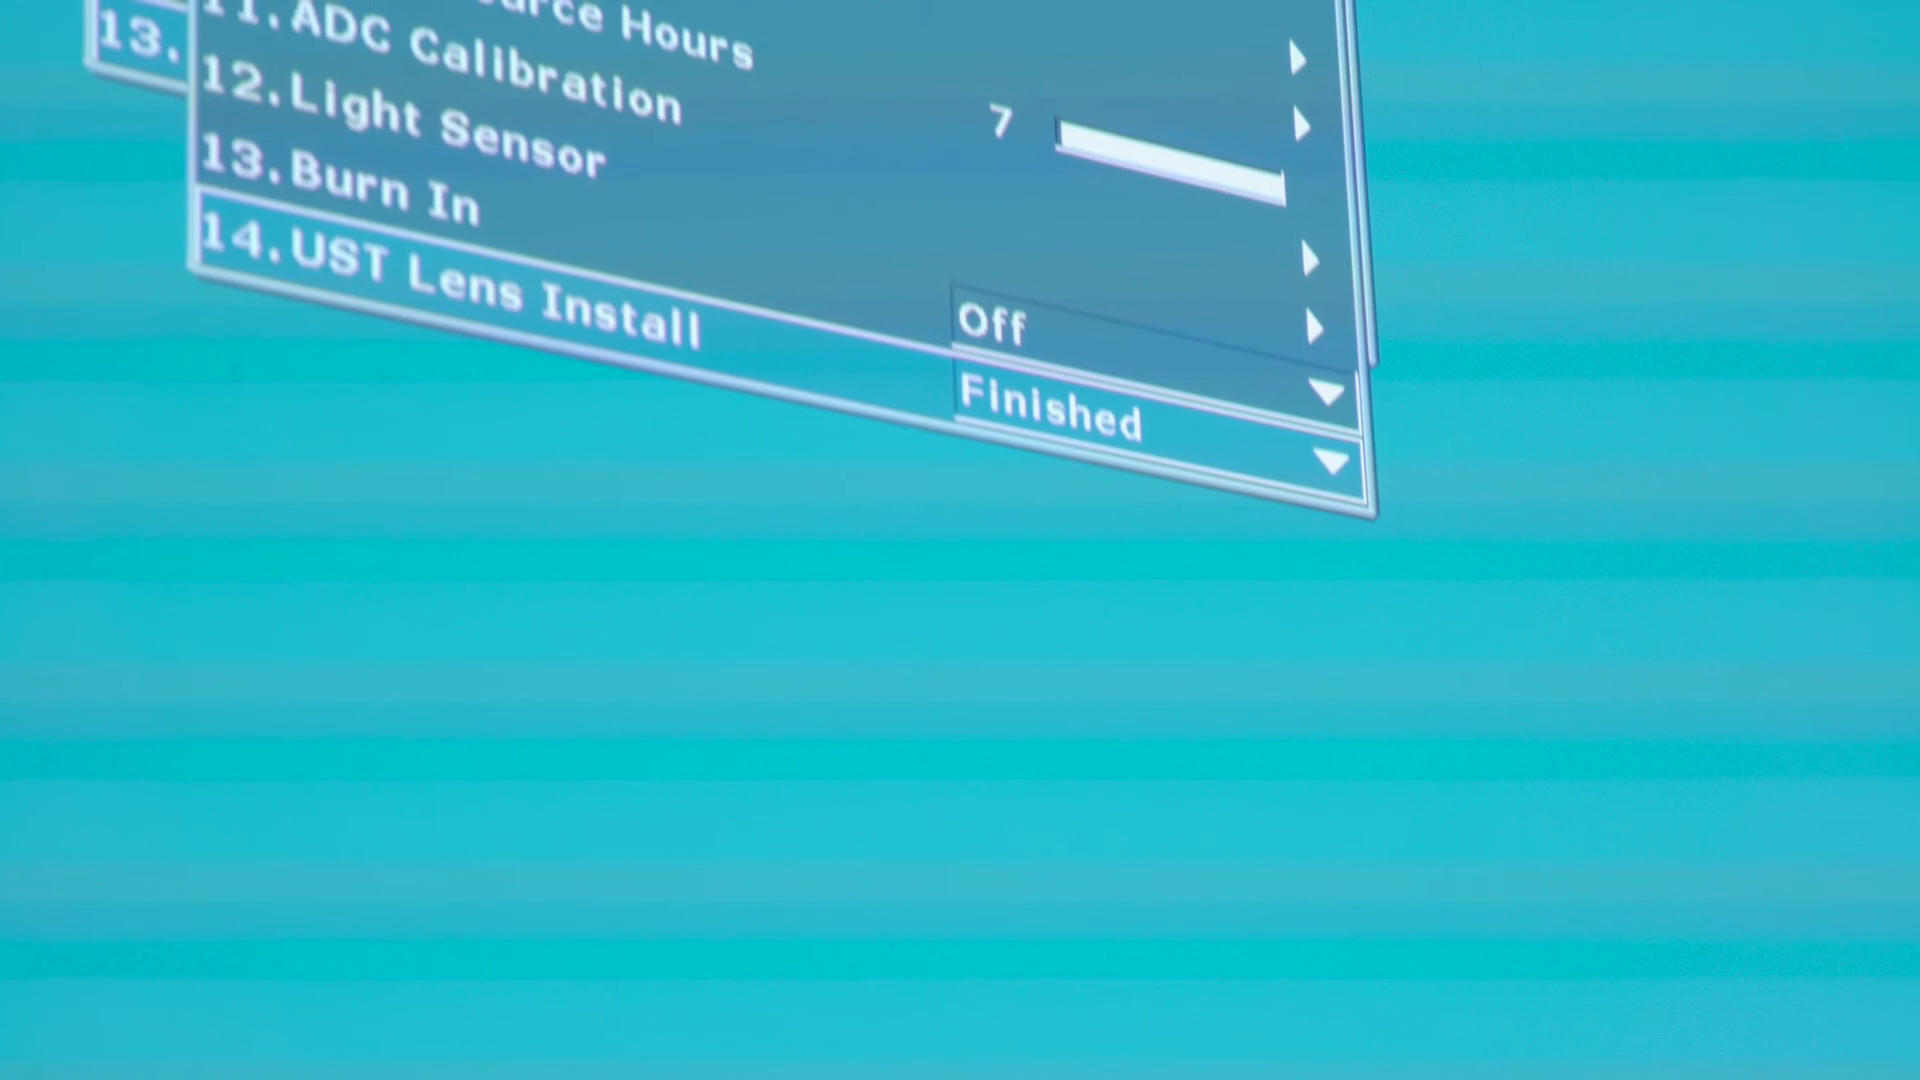 Hours
11.ADC Calibration
13.
12.Light Sensor
7
13.Burn In
14.UST Lens Install
Off
Finished